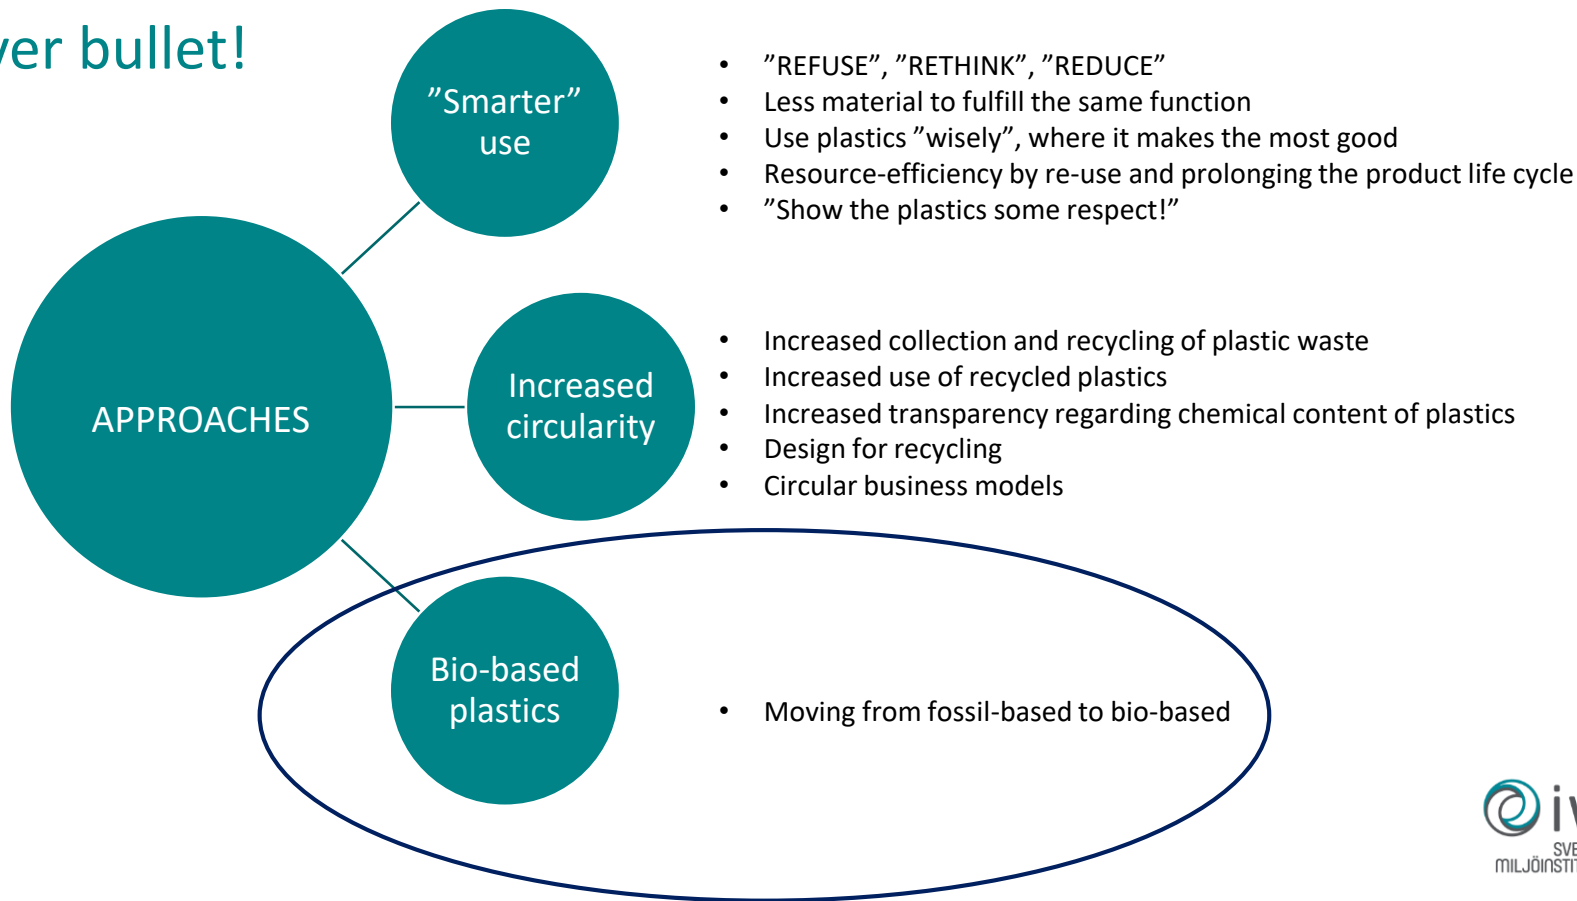 ver bullet!
”Smarter”
use
• ”REFUSE”, ”RETHINK”, ”REDUCE”
• Less material to fulfill the same function
• Use plastics ”wisely”, where it makes the most good
• Resource-efficiency by re-use and prolonging the product life cycle
• ”Show the plastics some respect!”
APPROACHES
Increased
circularity
• Increased collection and recycling of plastic waste
• Increased use of recycled plastics
• Increased transparency regarding chemical content of plastics
• Design for recycling
• Circular business models
Bio-based
plastics
• Moving from fossil-based to bio-based
iv
SVE
MILJÖINSTIT